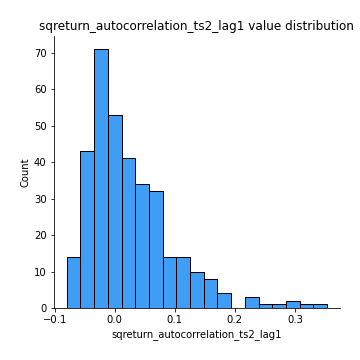 sqreturn_autocorrelation_ts2_lag1 value distribution
70
60
50
40
30
20
10
0
Count
−0.1 0.0 0.1 0.2 0.3
sqreturn_autocorrelation_ts2_lag1